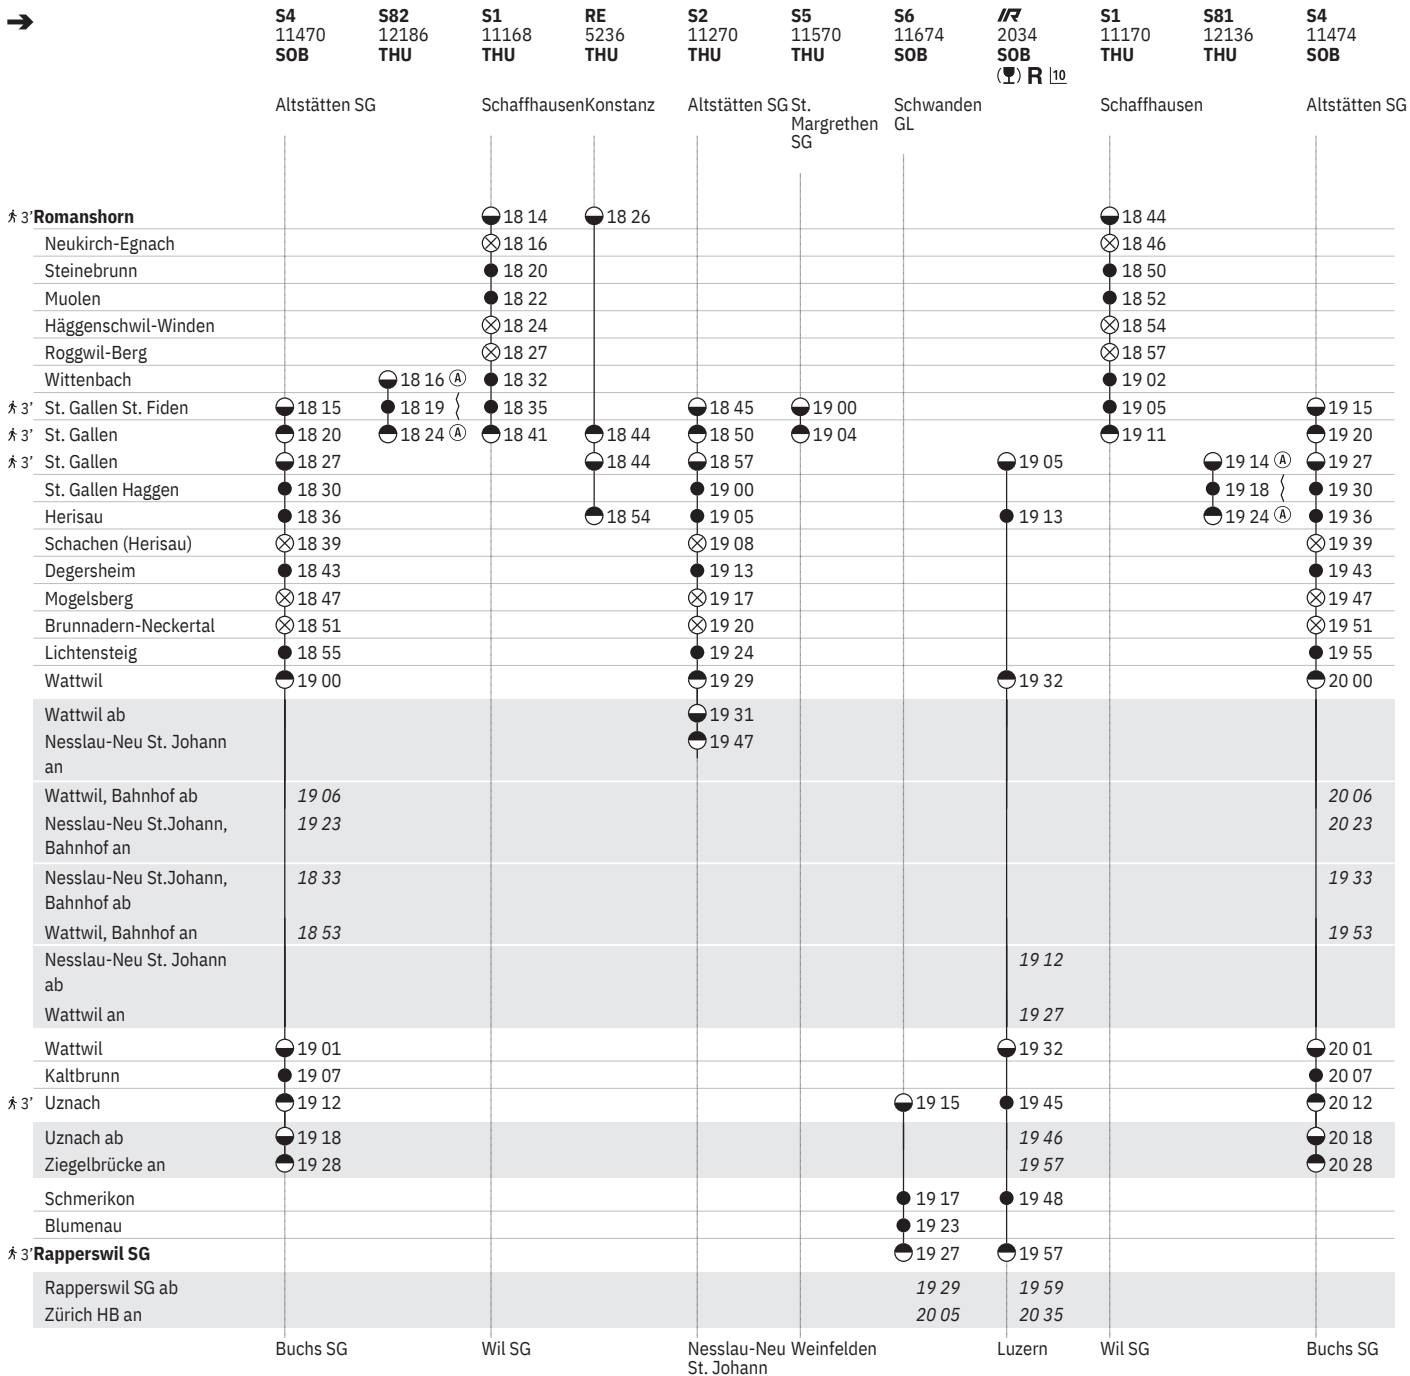 S4 S82 S1 RE S2 S5 S6 IR S1 S81 S4
11470 12186 11168 5236 11270 11570 11674 2034 11170 12136 11474
SOB THU THU THU THU THU SOB SOB THU THU SOB
R 10
Altstätten SG Schaffhausen Konstanz Altstätten SG St. Schwanden Schaffhausen Altstätten SG
Margrethen GL
SG
3' Romanshorn 18 14 18 26 18 44
Neukirch-Egnach 18 16 18 46
Steinebrunn 18 20 18 50
Muolen 18 22 18 52
Häggenschwil-Winden 18 24 18 54
Roggwil-Berg 18 27 18 57
Wittenbach 18 16 A 18 32 19 02
3' St. Gallen St. Fiden 18 15 18 19 18 35 18 45 19 00 19 05 19 15
3' St. Gallen 18 20 18 24 A 18 41 18 44 18 50 19 04 19 11 19 20
3' St. Gallen 18 27 18 44 18 57 19 05 19 14 A 19 27
St. Gallen Haggen 18 30 19 00 19 18 19 30
Herisau 18 36 18 54 19 05 19 13 19 24 A 19 36
Schachen (Herisau) 18 39 19 08 19 39
Degersheim 18 43 19 13 19 43
Mogelsberg 18 47 19 17 19 47
Brunnadern-Neckertal 18 51 19 20 19 51
Lichtensteig 18 55 19 24 19 55
Wattwil 19 00 19 29 19 32 20 00
Wattwil ab 19 31
Nesslau-Neu St. Johann 19 47
an
Wattwil, Bahnhof ab 19 06 20 06
Nesslau-Neu St.Johann, 19 23 20 23
Bahnhof an
Nesslau-Neu St.Johann, 18 33 19 33
Bahnhof ab
Wattwil, Bahnhof an 18 53 19 53
Nesslau-Neu St. Johann 19 12
ab
Wattwil an 19 27
Wattwil 19 01 19 32 20 01
Kaltbrunn 19 07 20 07
3' Uznach 19 12 19 15 19 45 20 12
Uznach ab 19 18 19 46 20 18
Ziegelbrücke an 19 28 19 57 20 28
Schmerikon 19 17 19 48
Blumenau 19 23
3' Rapperswil SG 19 27 19 57
Rapperswil SG ab 19 29 19 59
Zürich HB an 20 05 20 35
Buchs SG Wil SG Nesslau-Neu Weinfelden Luzern Wil SG Buchs SG
St. Johann